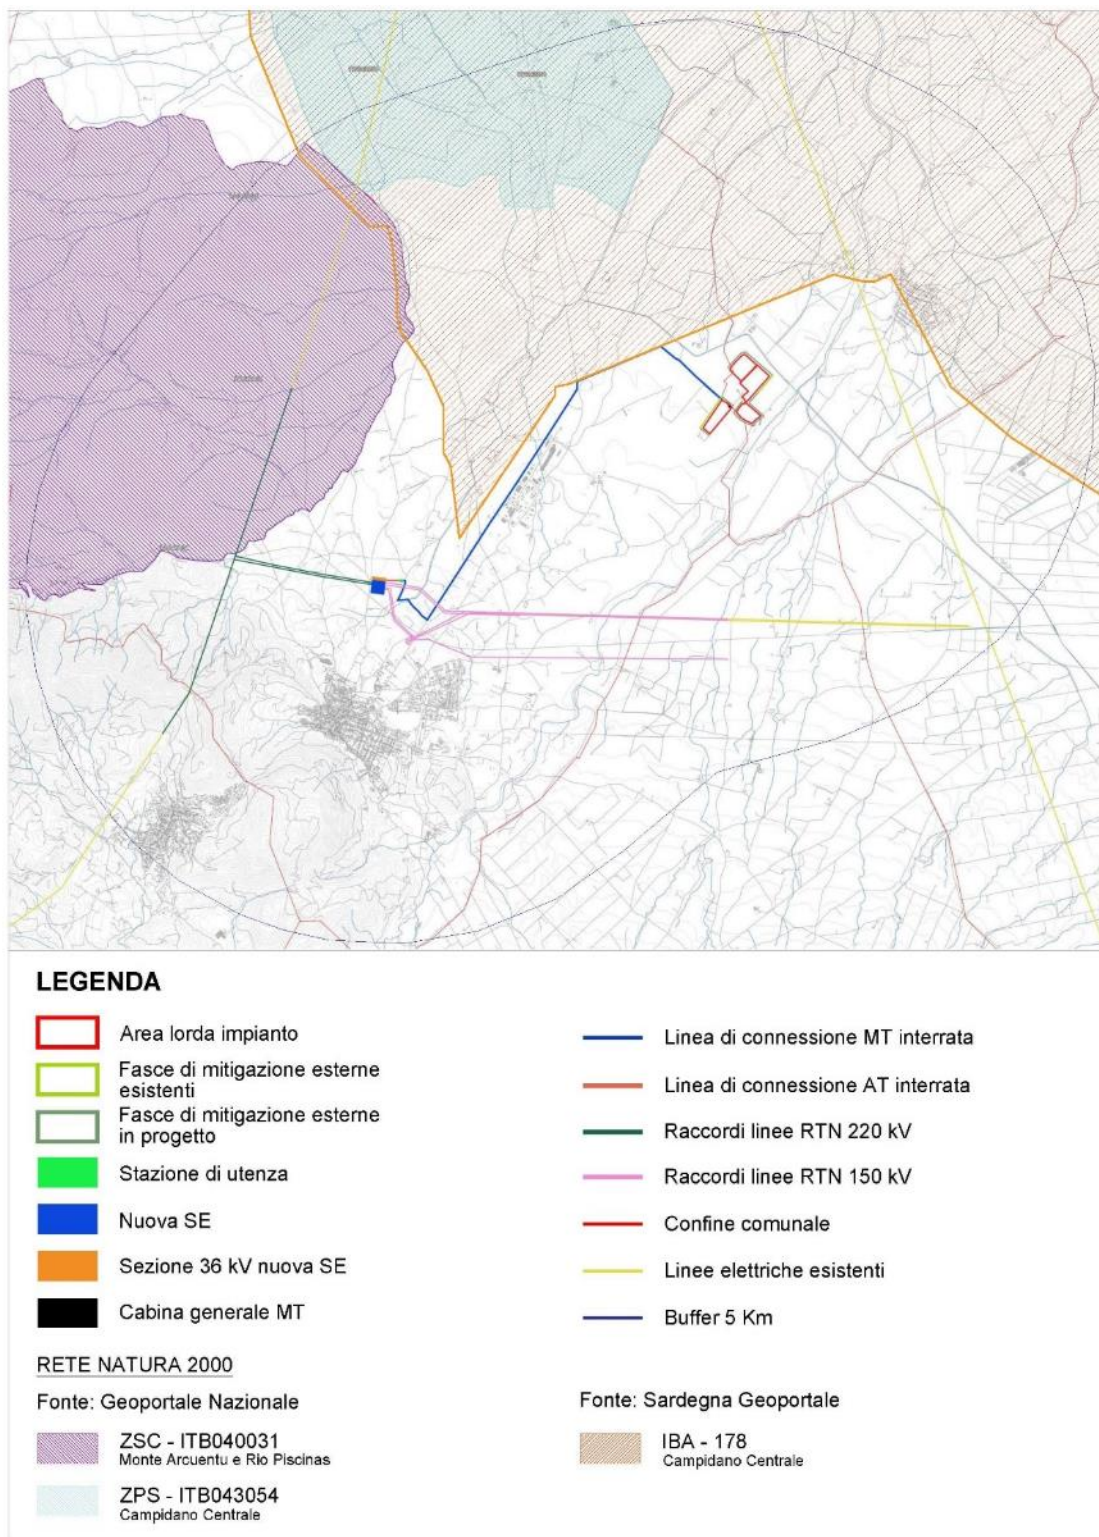 LEGENDA
Area lorda impianto
Fasce di mitigazione esterne
esistenti
Fasce di mitigazione esterne
in progetto
Stazione di utenza
Nuova SE
Sezione 36 kV nuova SE
Cabina generale MT
Linea di connessione MT interrata
Linea di connessione AT interrata
Raccordi linee RTN 220 kV
Raccordi linee RTN 150 kV
Confine comunale
Linee elettriche esistenti
Buffer 5 Km
RETE NATURA 2000
Fonte: Geoportale Nazionale
ZSC - ITB040031
Monte Arcuentu e Rio Piscinas
ZPS - ITB043054
Campidano Centrale
Fonte: Sardegna Geoportale
IBA - 178
Campidano Centrale